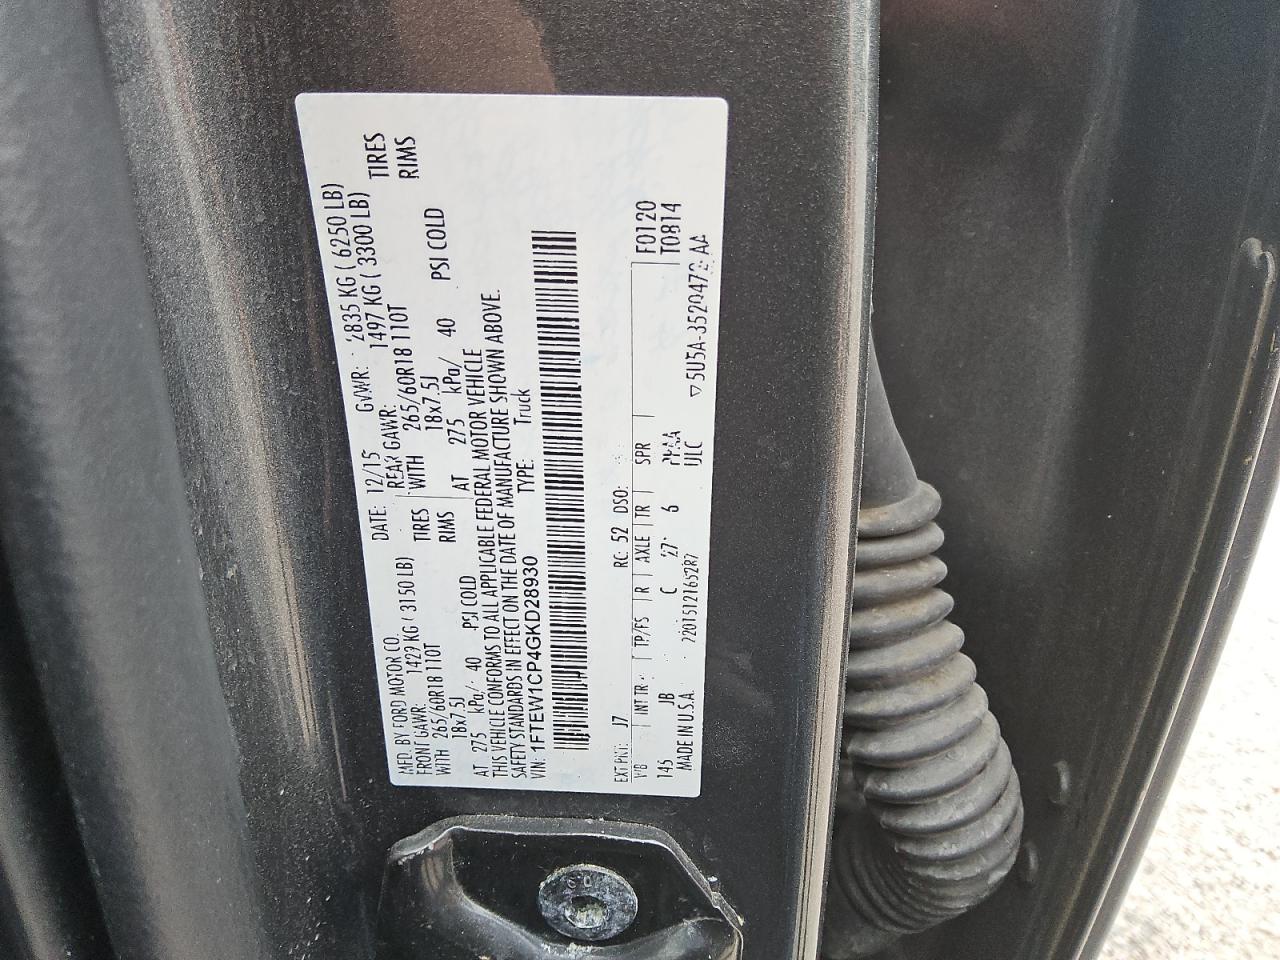 MFD. BY FORD MOTOR CO.
DATE: 12/15 GVWR: 2835 KG ( 6250 LB)
FRONT GAWR: 1429 KG ( 3150 LB)
REAR GAWR: 1497 KG ( 3300 LB)
WITH 265/60R18 110T TIRES
WITH 265/60R18 110T TIRES
18x7.5J RIMS
18x7.5J RIMS
AT 275 kPa/ 40 PSI COLD
AT 275 kPa/ 40 PSI COLD
THIS VEHICLE CONFORMS TO ALL APPLICABLE FEDERAL MOTOR VEHICLE
SAFETY STANDARDS IN EFFECT ON THE DATE OF MANUFACTURE SHOWN ABOVE.
VIN: 1FTEW1CP4GKD28930
TYPE: Truck
EXT PNT: J7 RC: 52 DSO:
WB INT TR TP/PS R AXLE TR SPR
145 JB C 27 6
F0120
T0814
MADE IN U.S.A.
ULC